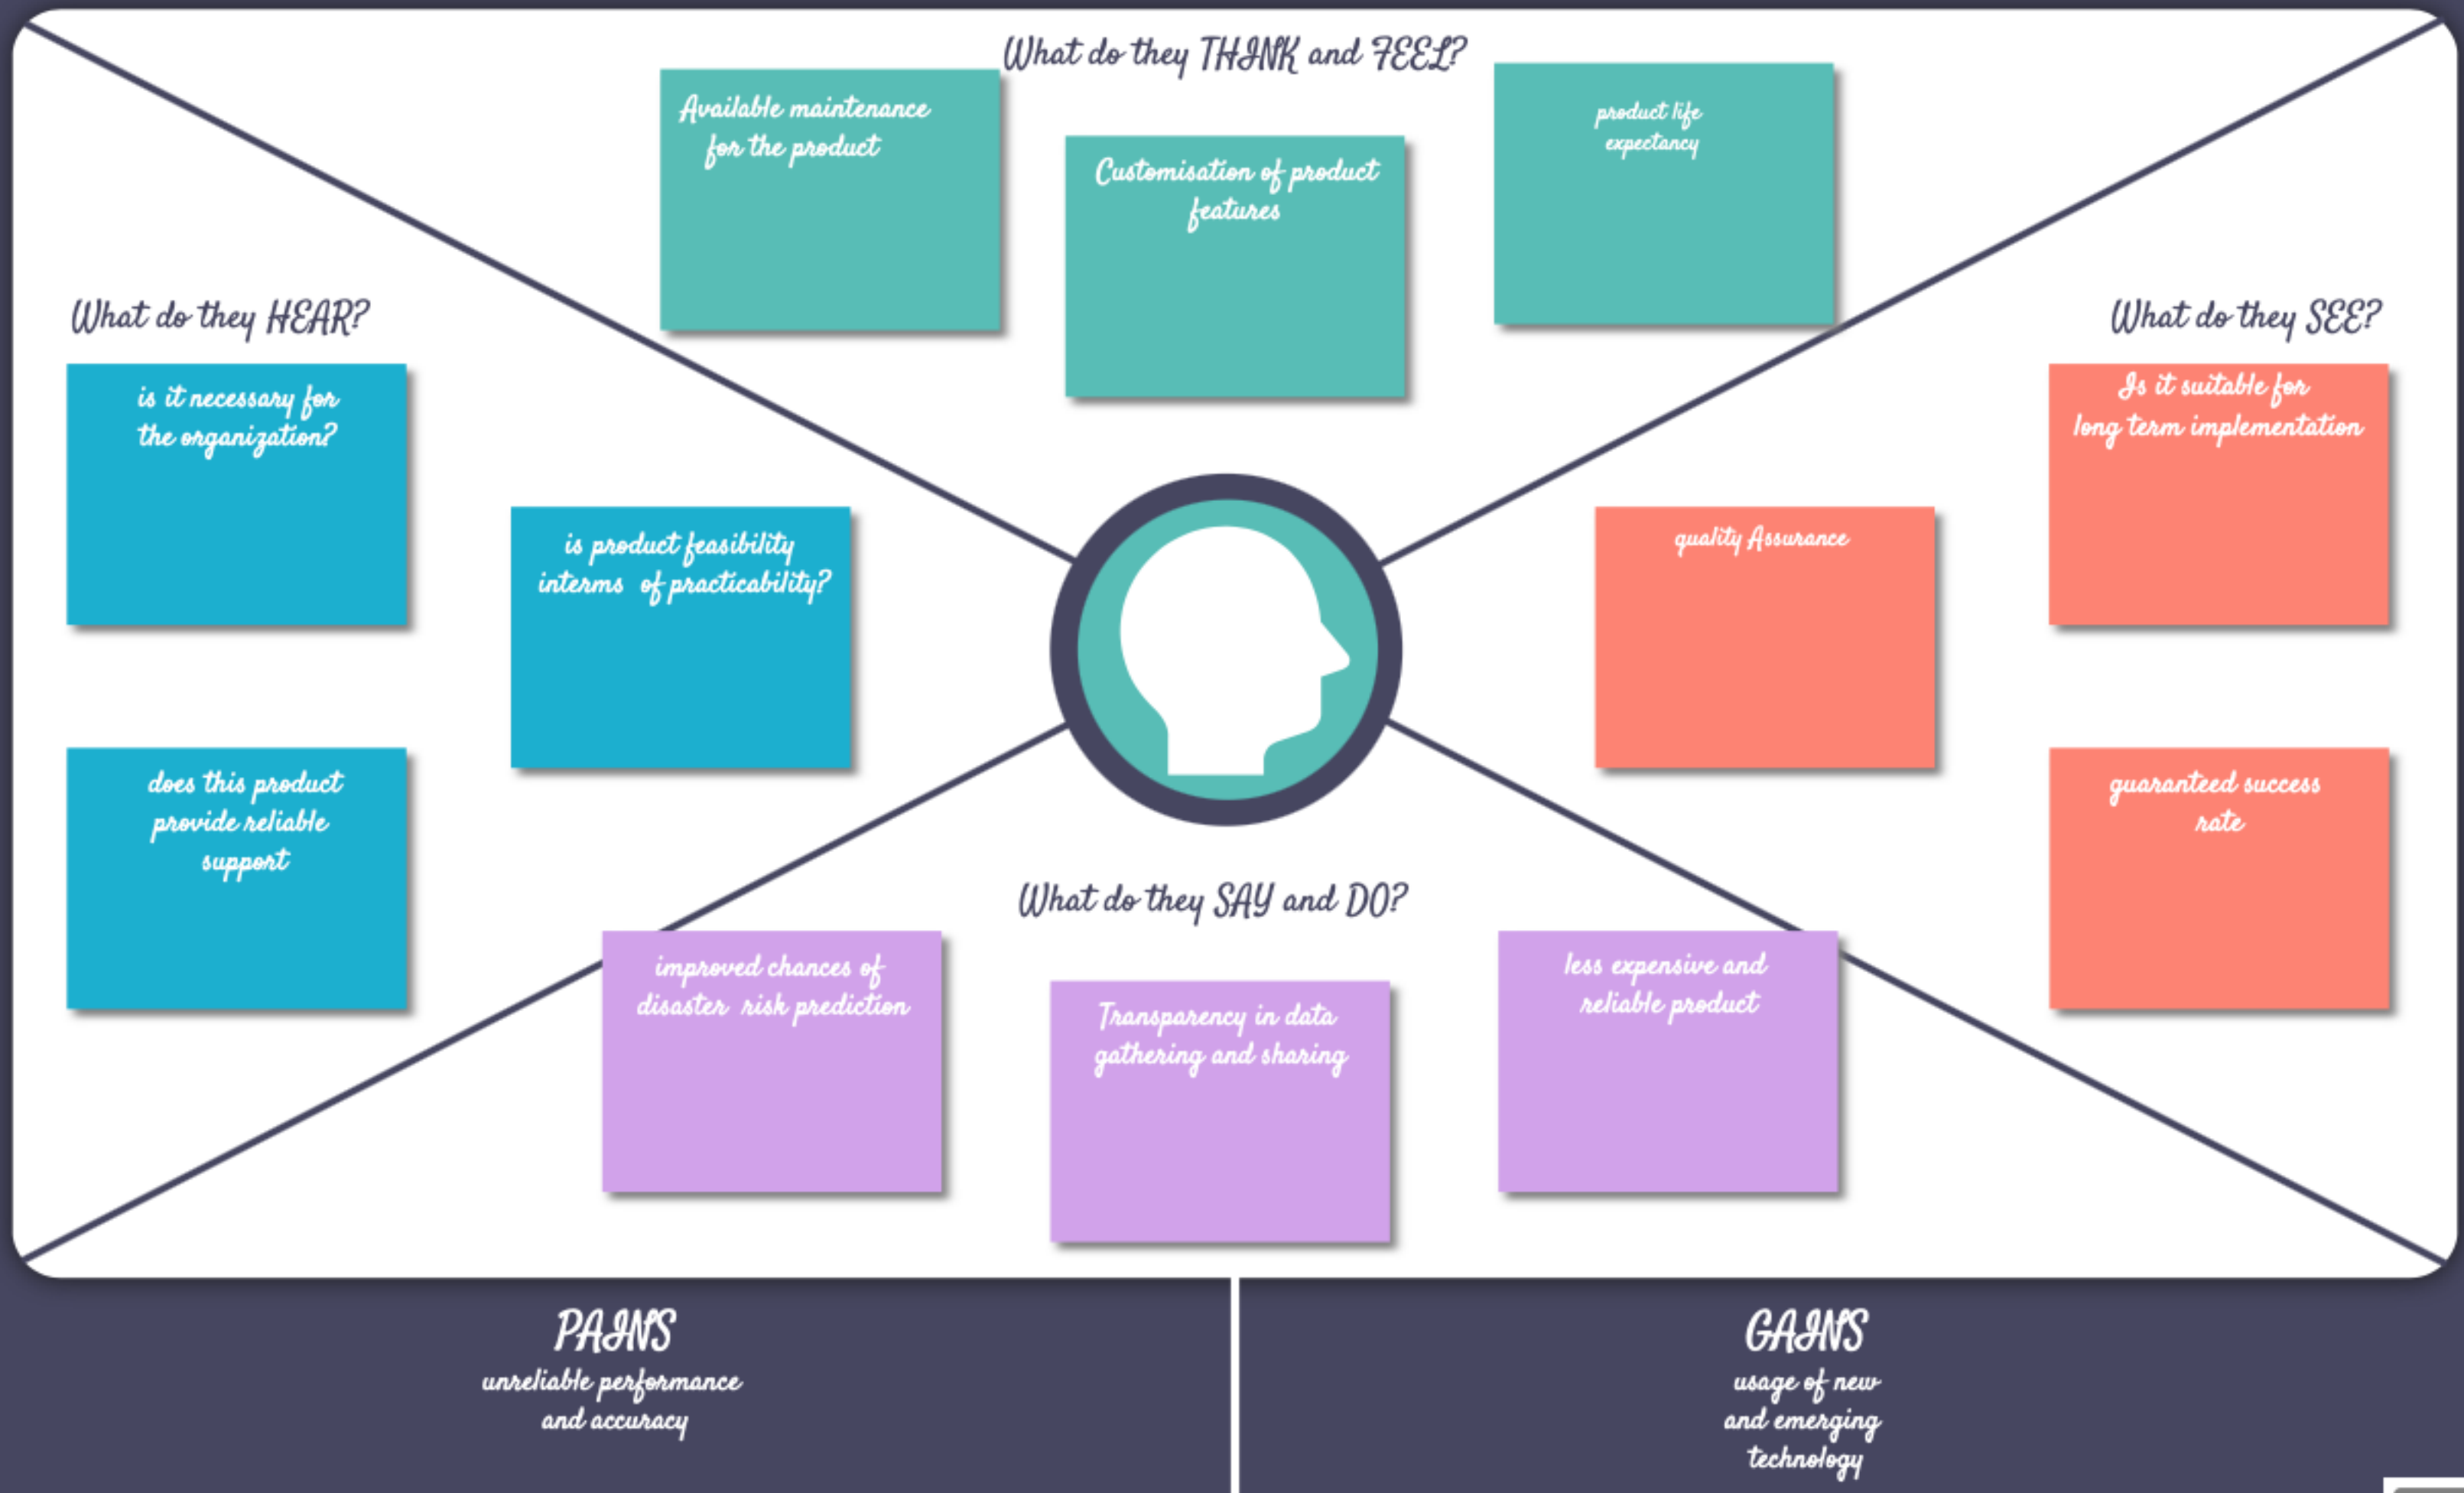 What do they THINK and FEEL?
Available maintenance
for the product
Customisation of product
features
product life
expectancy
What do they HEAR?
is it necessary for
the organization?
is product feasibility
interms of practicability?
does this product
provide reliable
support
What do they SEE?
Is it suitable for
long term implementation
quality Assurance
guaranteed success
rate
What do they SAY and DO?
improved chances of
disaster risk prediction
Transparency in data
gathering and sharing
less expensive and
reliable product
PAINS
unreliable performance
and accuracy
GAINS
usage of new
and emerging
technology